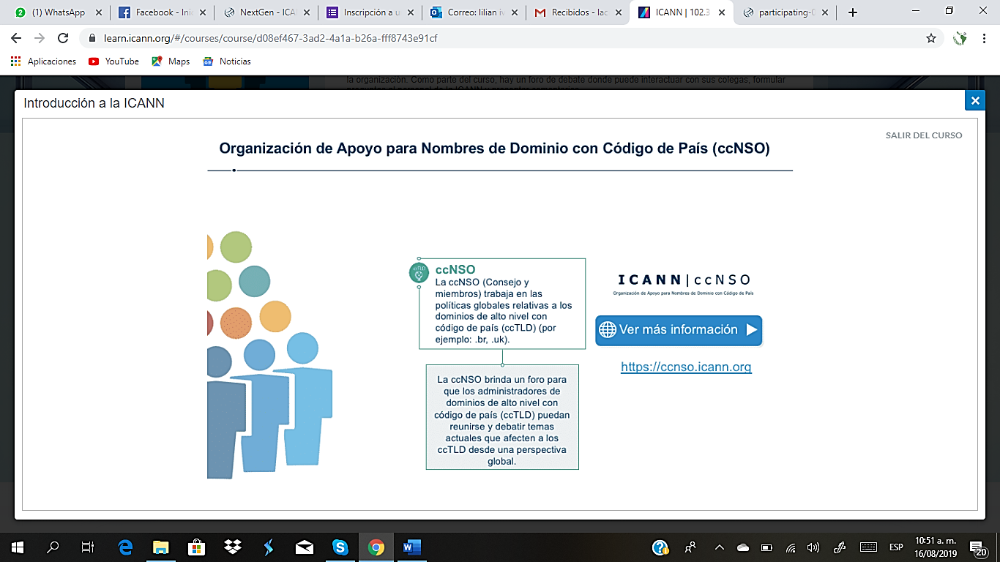 2
(1) WhatsApp
Facebook - Ini
NextGen - ICA
Inscripción a u
Correo: lilian iv
Recibidos - lac
ICANN | 102.3
participating-0
learn.icann.org/#/courses/course/d08ef467-3ad2-4a1a-b26a-fff8743e91cf
Aplicaciones
YouTube
Maps
Noticias
la organización. Como parte del curso, hay un foro de debate donde puede interactuar con sus colegas, formular
Introducción a la ICANN
SALIR DEL CURSO
Organización de Apoyo para Nombres de Dominio con Código de País (ccNSO)
ccTLD
ccNSO
La ccNSO (Consejo y
miembros) trabaja en las
políticas globales relativas a los
dominios de alto nivel con
código de país (ccTLD) (por
ejemplo: .br, .uk).
La ccNSO brinda un foro para
que los administradores de
dominios de alto nivel con
código de país (ccTLD) puedan
reunirse y debatir temas
actuales que afecten a los
ccTLD desde una perspectiva
global.
ICANN|ccNSO
Organización de Apoyo para Nombres de Dominio con Código de País
Ver más información
https://ccnso.icann.org
ESP
10:51 a. m.
16/08/2019
20